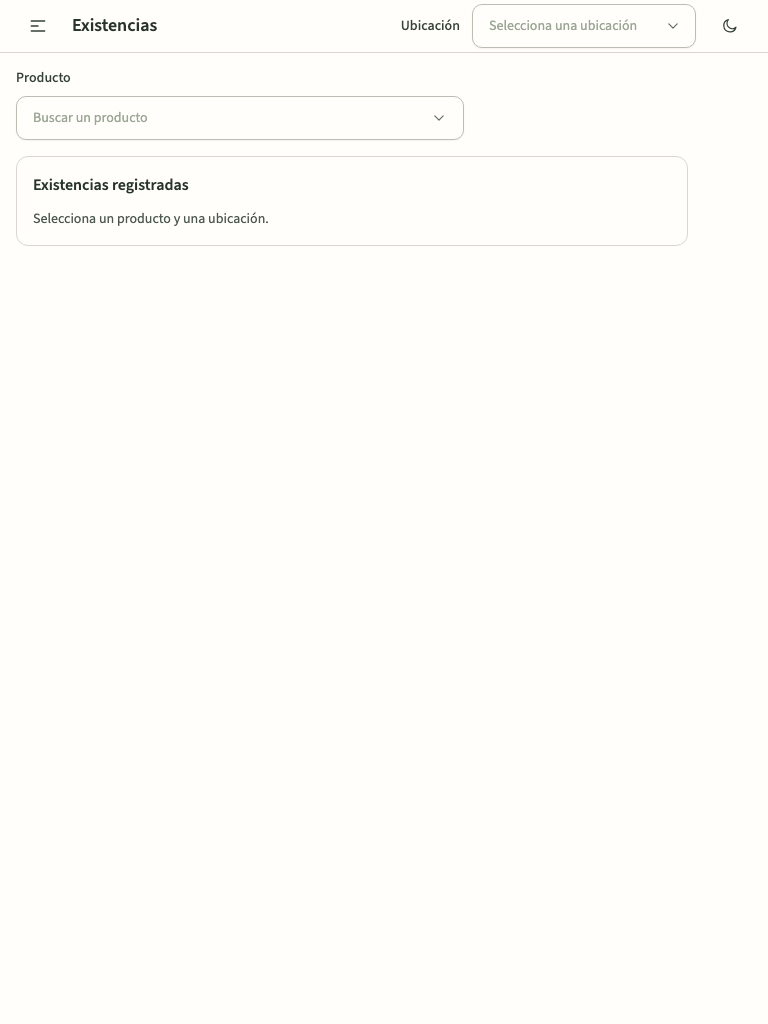 Existencias
Ubicación
Selecciona una ubicación
Producto
Buscar un producto
Existencias registradas
Selecciona un producto y una ubicación.